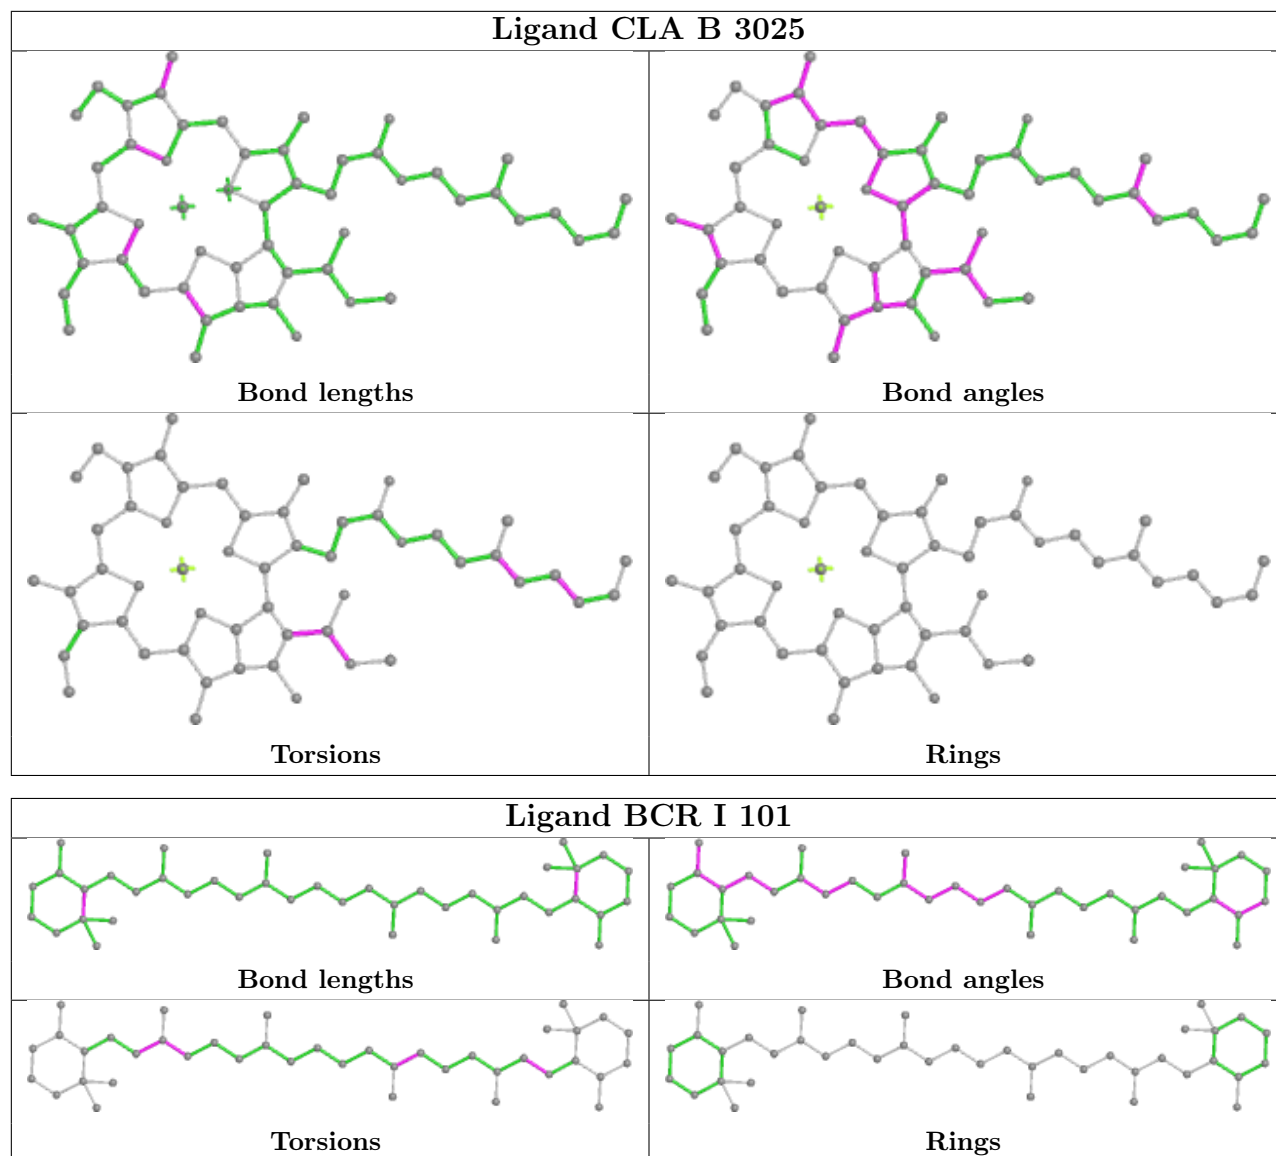 Ligand CLA B 3025
Bond lengths
Bond angles
Torsions
Rings
Ligand BCR I 101
Bond lengths
Bond angles
Torsions
Rings